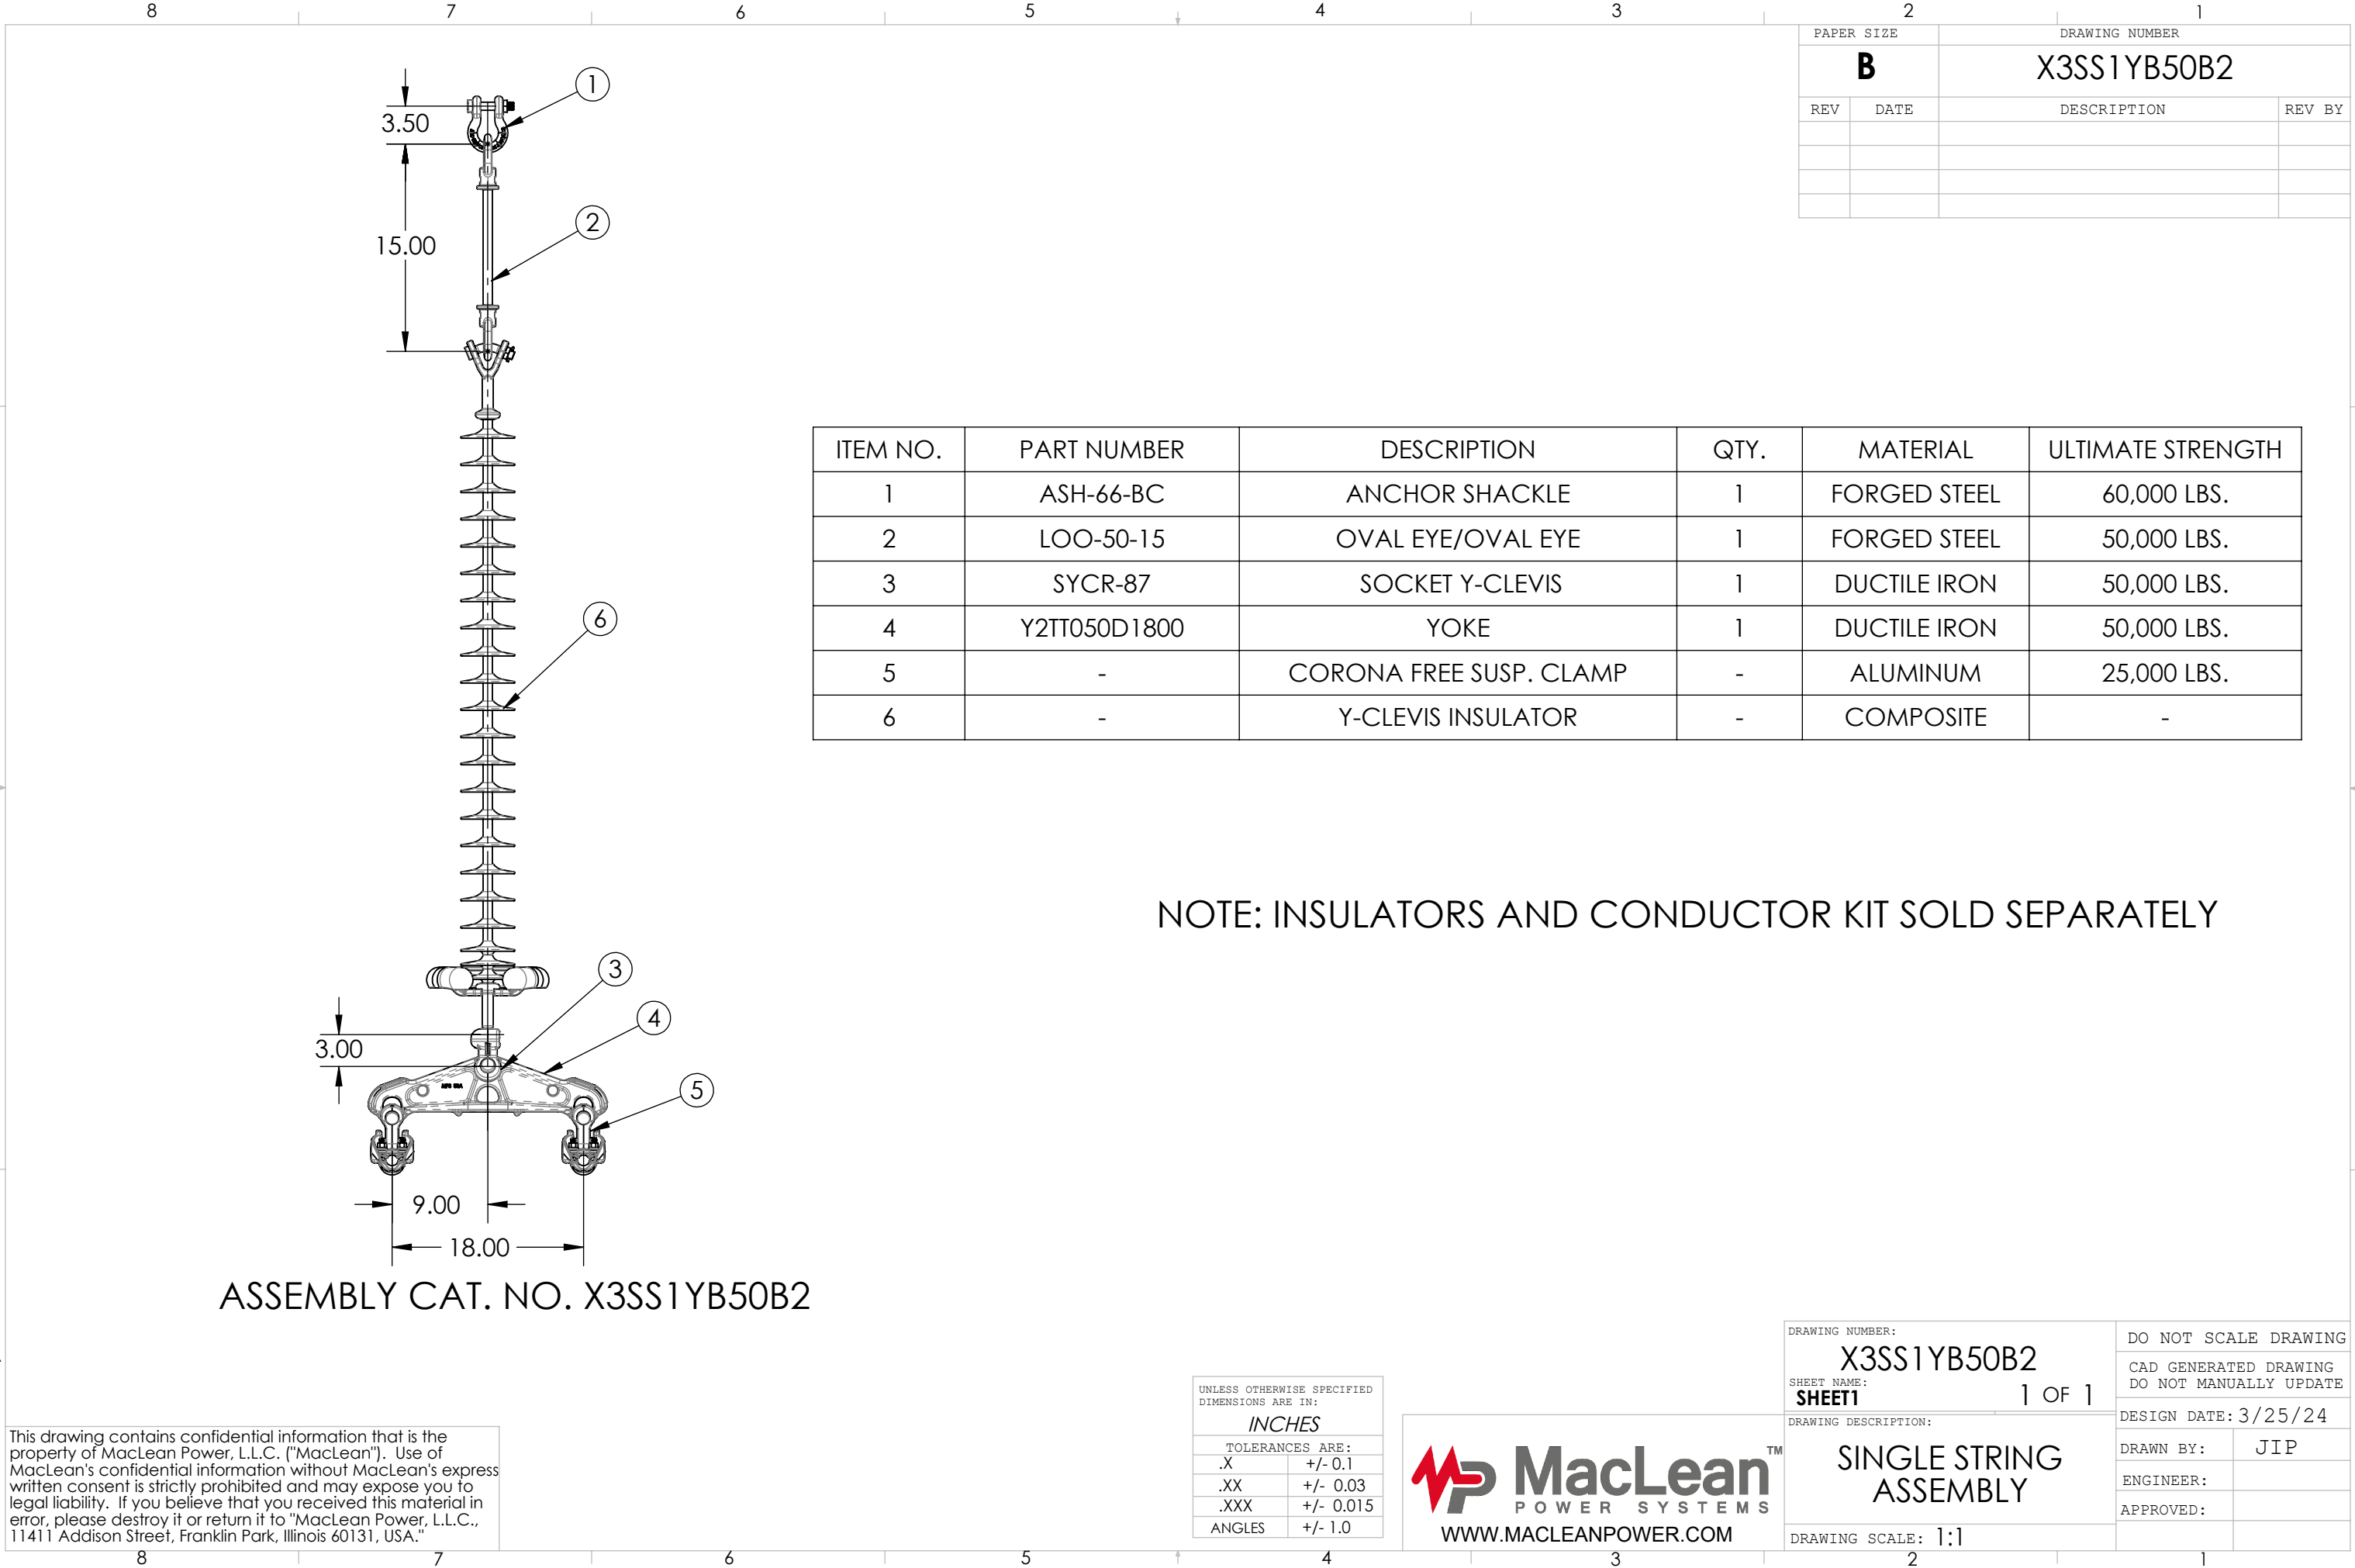 8 7 6 5 4 3 2 1
PAPER SIZE DRAWING NUMBER
B X3SS1YB50B2
REV DATE DESCRIPTION REV BY
1
3.50
2
15.00
6
ITEM NO. PART NUMBER DESCRIPTION QTY. MATERIAL ULTIMATE STRENGTH
1 ASH-66-BC ANCHOR SHACKLE 1 FORGED STEEL 60,000 LBS.
2 LOO-50-15 OVAL EYE/OVAL EYE 1 FORGED STEEL 50,000 LBS.
3 SYCR-87 SOCKET Y-CLEVIS 1 DUCTILE IRON 50,000 LBS.
4 Y2TT050D1800 YOKE 1 DUCTILE IRON 50,000 LBS.
5 - CORONA FREE SUSP. CLAMP - ALUMINUM 25,000 LBS.
6 - Y-CLEVIS INSULATOR - COMPOSITE -
NOTE: INSULATORS AND CONDUCTOR KIT SOLD SEPARATELY
3
4
3.00
5
9.00
18.00
ASSEMBLY CAT. NO. X3SS1YB50B2
This drawing contains confidential information that is the
property of MacLean Power, L.L.C. ("MacLean"). Use of
MacLean's confidential information without MacLean's express
written consent is strictly prohibited and may expose you to
legal liability. If you believe that you received this material in
error, please destroy it or return it to "MacLean Power, L.L.C.,
11411 Addison Street, Franklin Park, Illinois 60131, USA."
UNLESS OTHERWISE SPECIFIED
DIMENSIONS ARE IN:
INCHES
TOLERANCES ARE:
.X +/- 0.1
.XX +/- 0.03
.XXX +/- 0.015
ANGLES +/- 1.0
MacLean™
POWER SYSTEMS
WWW.MACLEANPOWER.COM
DRAWING NUMBER:
X3SS1YB50B2
SHEET NAME:
SHEET1 1 OF 1
DRAWING DESCRIPTION:
SINGLE STRING
ASSEMBLY
DRAWING SCALE: 1:1
DO NOT SCALE DRAWING
CAD GENERATED DRAWING
DO NOT MANUALLY UPDATE
DESIGN DATE: 3/25/24
DRAWN BY: JIP
ENGINEER:
APPROVED:
8 7 6 5 4 3 2 1